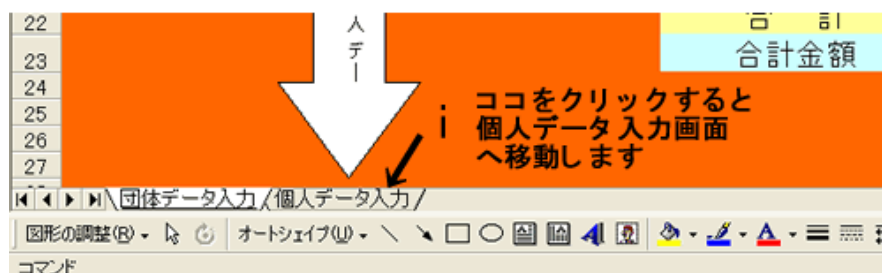 22
合 計
人デー
23
合計金額
24
25
26
27
i ココをクリックすると
個人データ入力画面
へ移動します
団体データ入力 / 個人データ入力 /
図形の調整(R) オートシェイプ(U)
コマンド